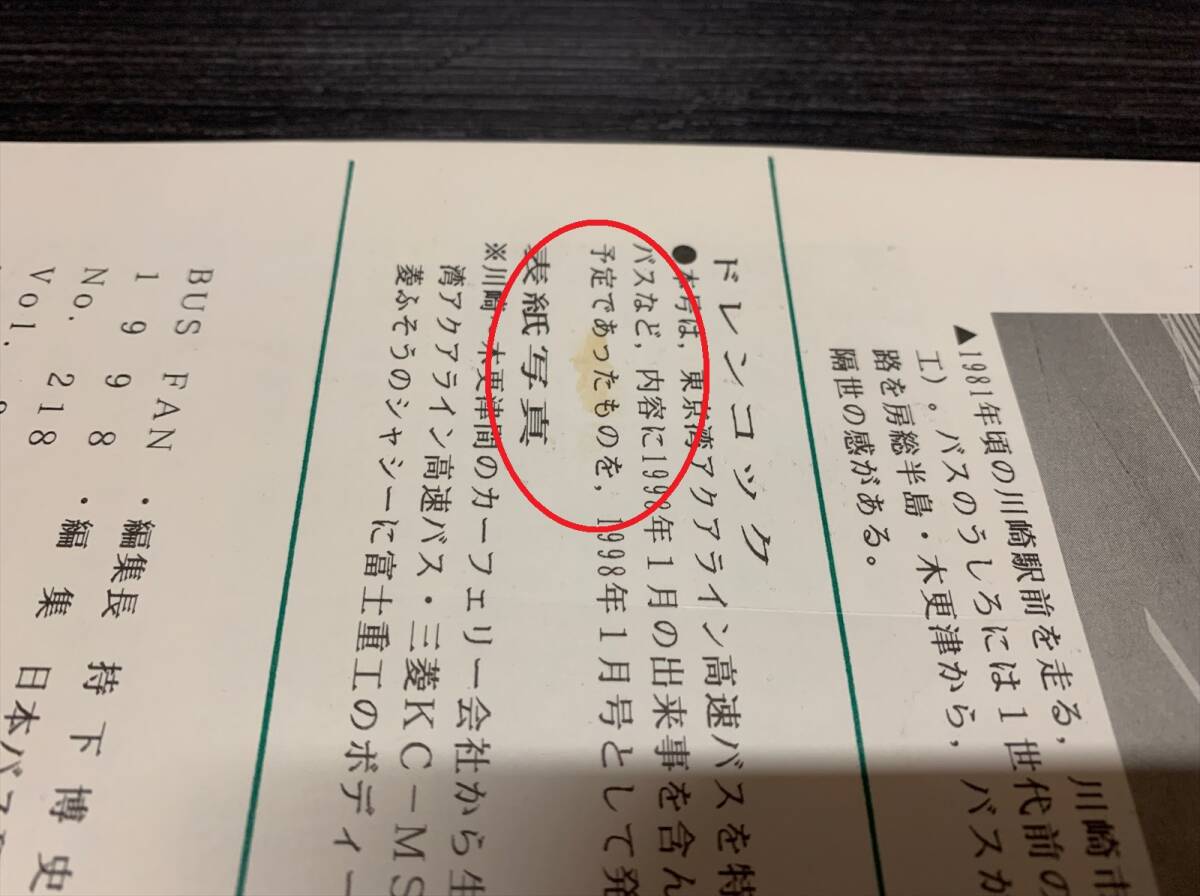 ▲1981年頃の川崎駅前を走る，川崎市
工）。バスのうしろには1世代前の
路を房総半島・木更津から，バスカ
隔世の感がある。
ドレンコック
●本号は，東京湾アクアライン高速バスを特
バスなど，内容に1998年1月の出来事を含ん
予定であったものを，1998年1月号として発
表紙写真
※川崎・木更津間のカーフェリー会社から生
湾アクアライン高速バス・三菱KC－MS
菱ふそうのシャシーに富士重工のボディー
BUS FAN
1998・編集長 持下博史
No. 218・編集 日本バス
Vol.